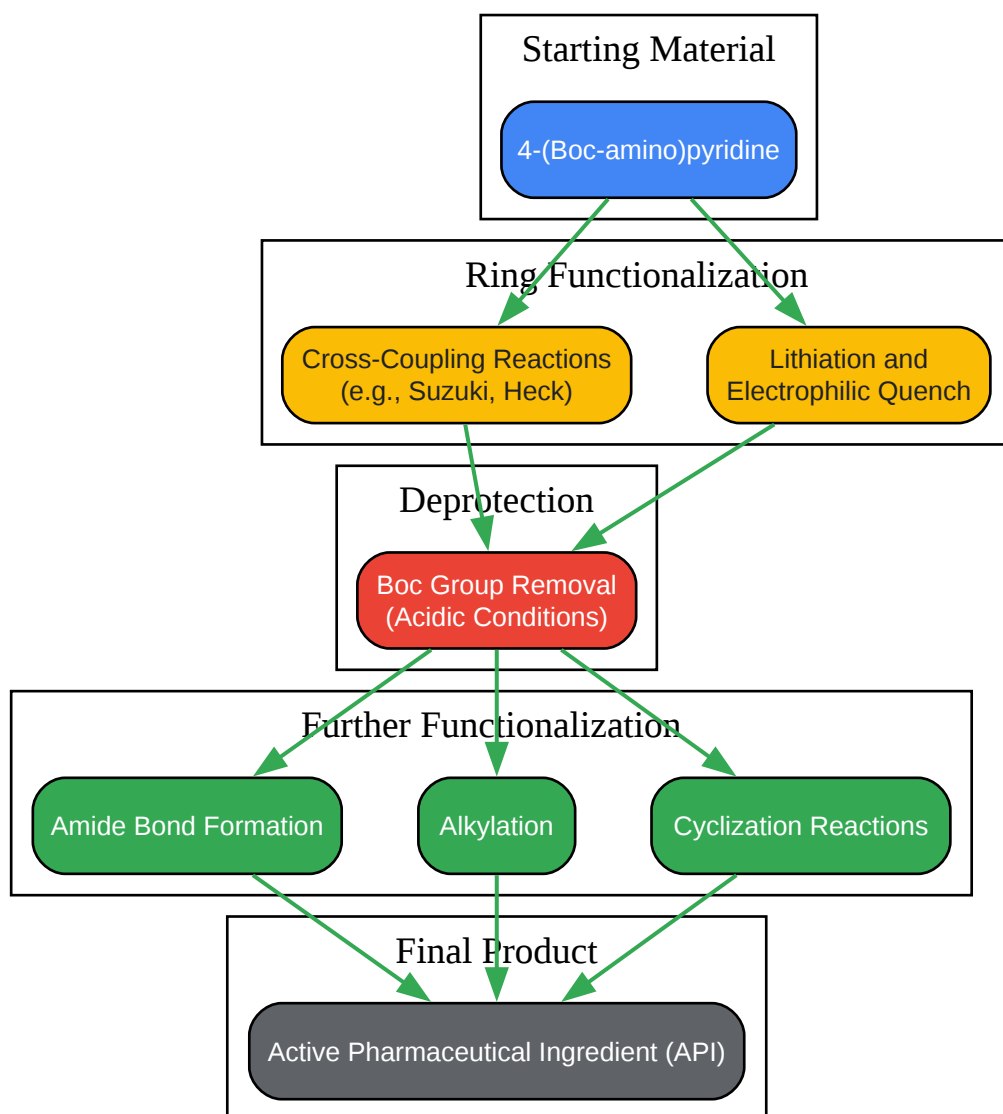 Starting Material
4-(Boc-amino)pyridine
Ring Functionalization
Cross-Coupling Reactions
(e.g., Suzuki, Heck)
Lithiation and
Electrophilic Quench
Deprotection
Boc Group Removal
(Acidic Conditions)
Further Functionalization
Amide Bond Formation
Alkylation
Cyclization Reactions
Final Product
Active Pharmaceutical Ingredient (API)